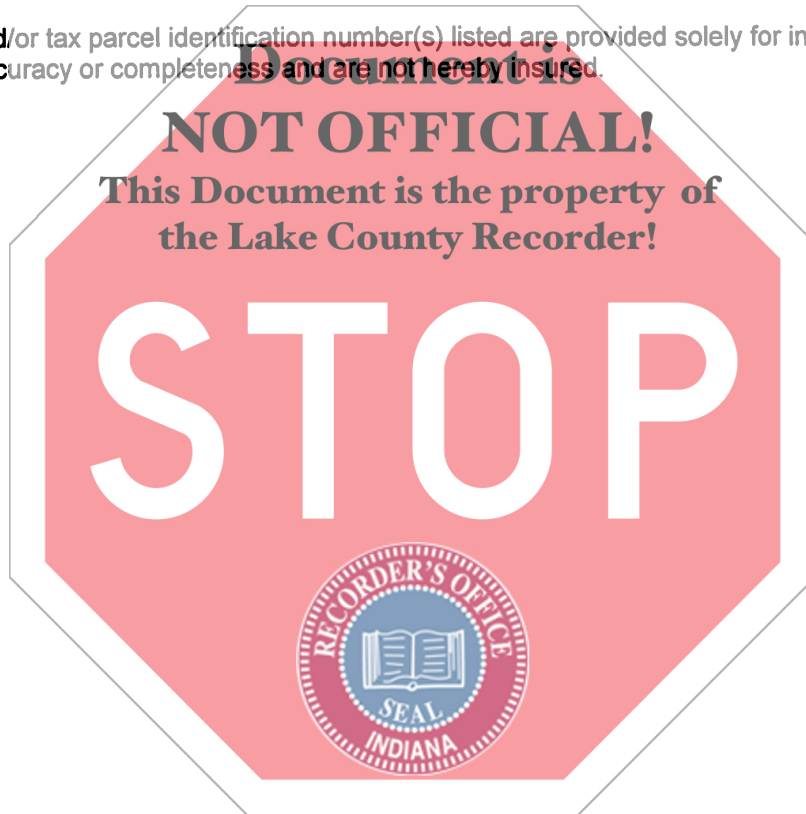 d/or tax parcel identification number(s) listed are provided solely for in
curacy or completeness and are not hereby insured.
Document is
NOT OFFICIAL!
This Document is the property of
the Lake County Recorder!
STOP
RECORDER'S OFFICE
SEAL
INDIANA